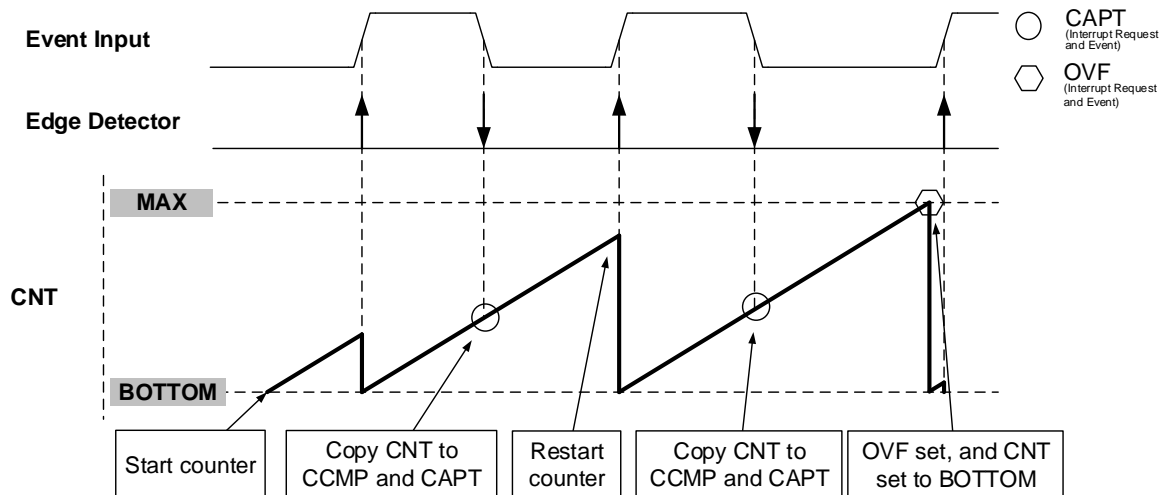 Event Input
CAPT
(Interrupt Request
and Event)
OVF
(Interrupt Request
and Event)
Edge Detector
MAX
CNT
BOTTOM
Start counter
Copy CNT to
CCMP and CAPT
Restart
counter
Copy CNT to
CCMP and CAPT
OVF set, and CNT
set to BOTTOM